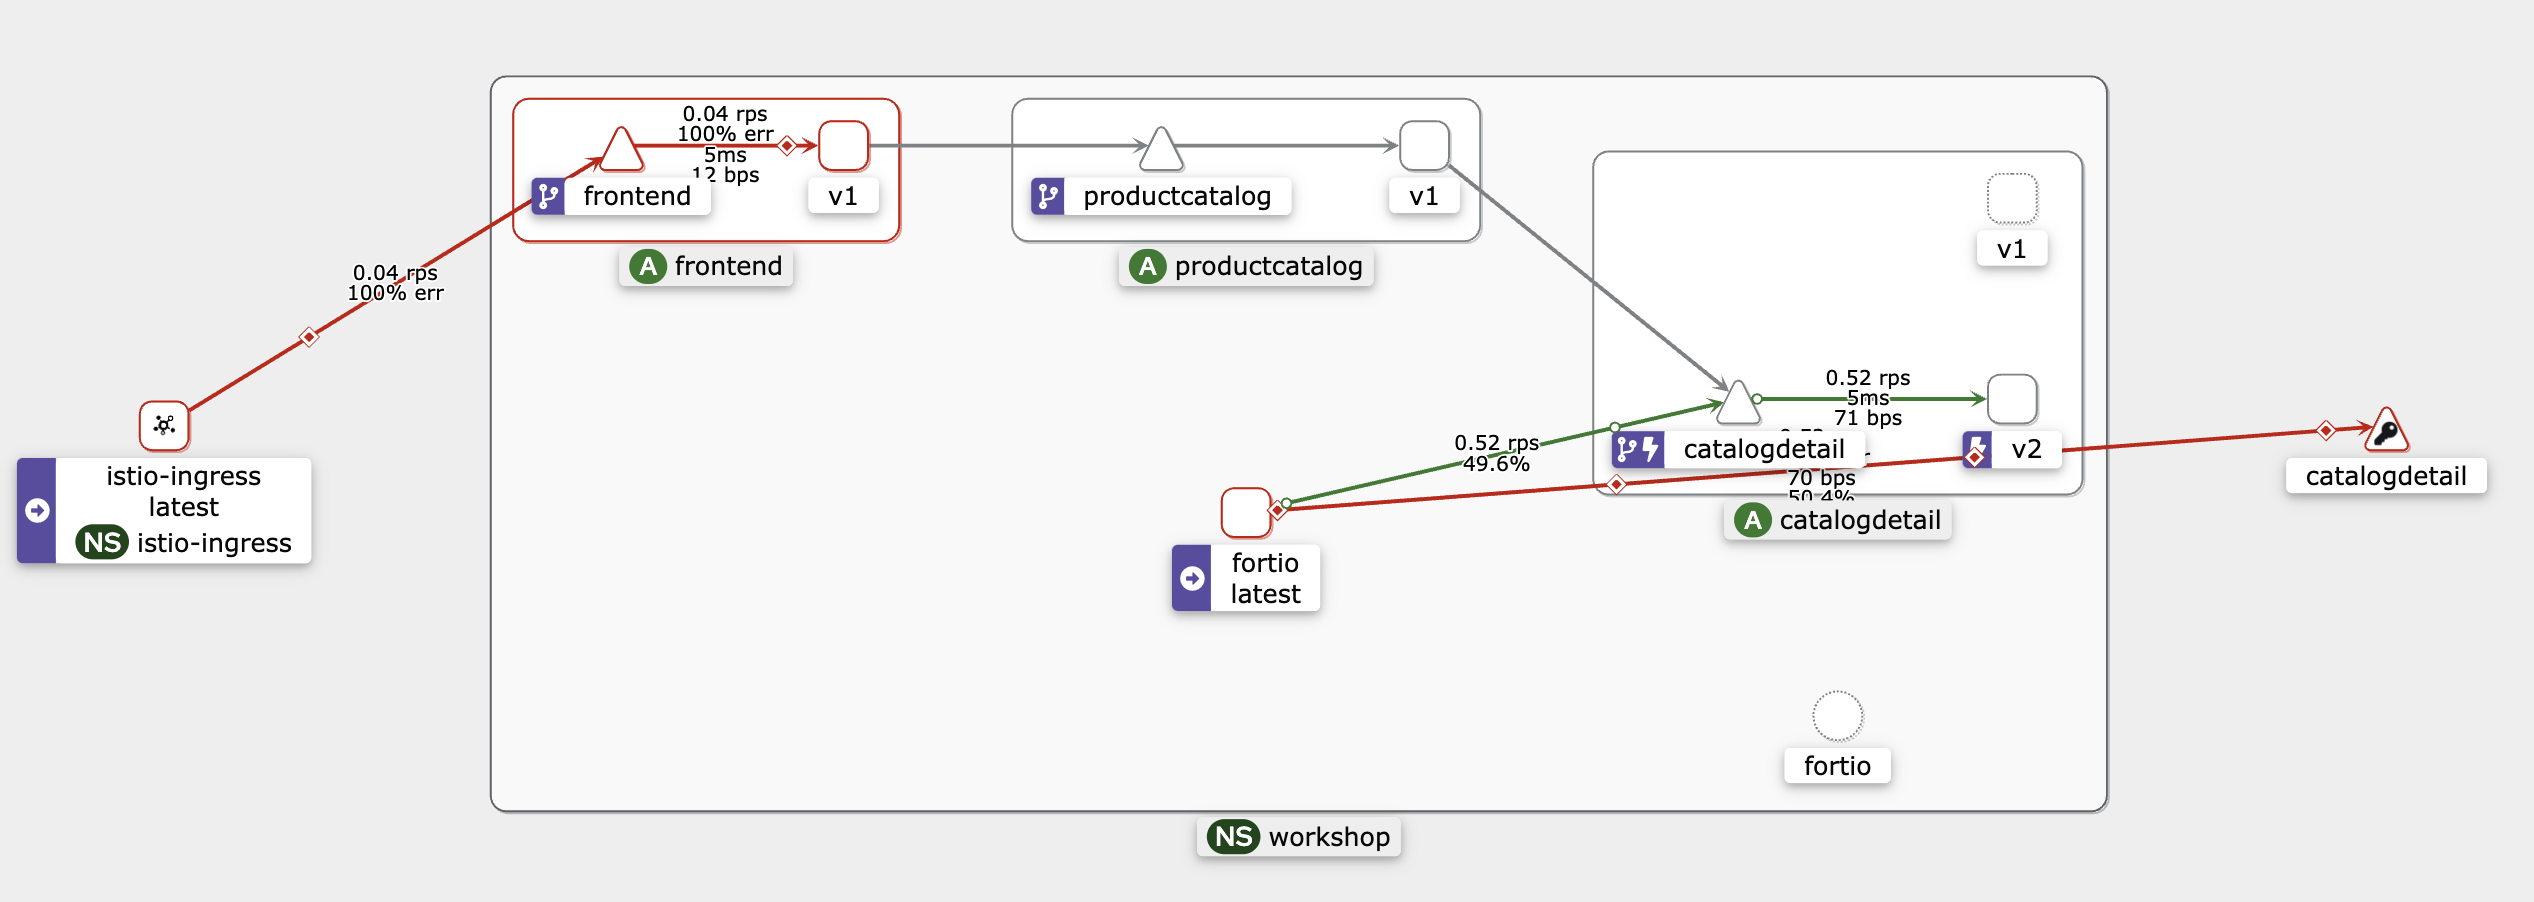 0.04 rps
100% err
5ms
12 bps
frontend
v1
A frontend
productcatalog
v1
A productcatalog
v1
0.04 rps
100% err
istio-ingress
latest
NS istio-ingress
0.52 rps
5ms
71 bps
catalogdetail
v2
0.52 rps
49.6%
70 bps
50.4%
A catalogdetail
catalogdetail
fortio
latest
fortio
NS workshop